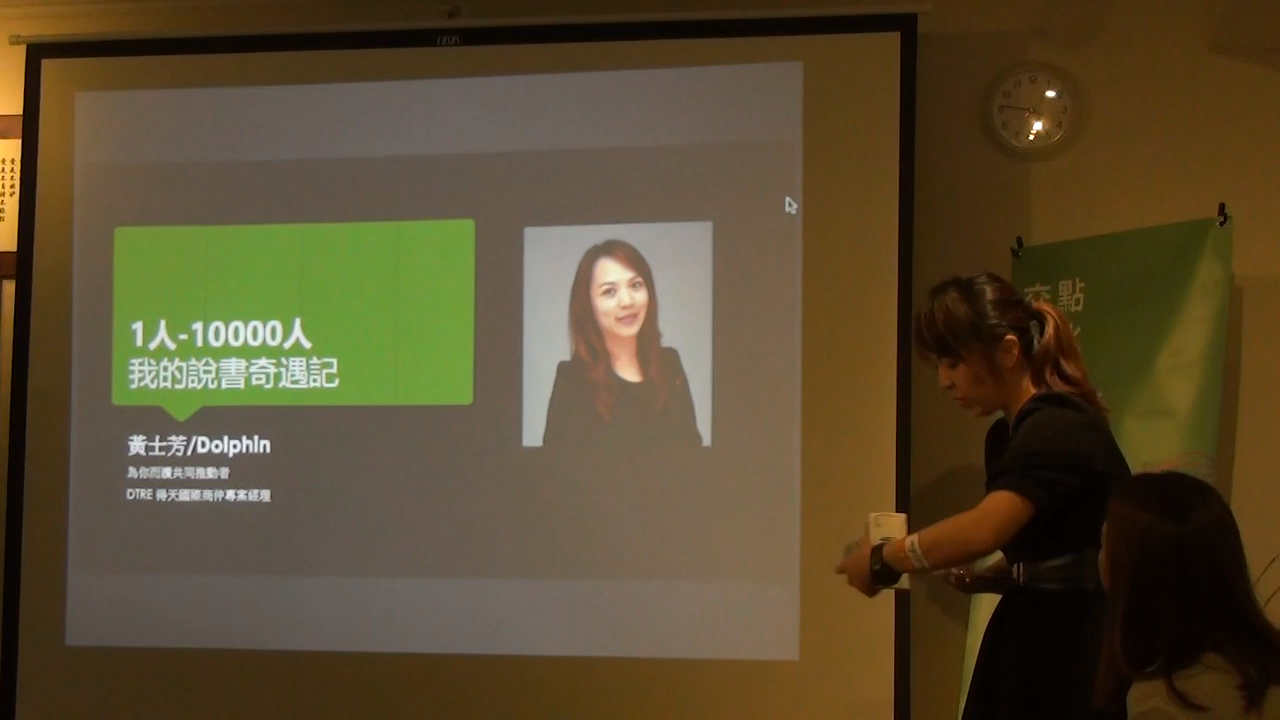 1人-10000人
我的說書奇遇記
黃士芳/Dolphin
為你而讀共同推動者
DTRE 得天國際商仲專案經理
交點